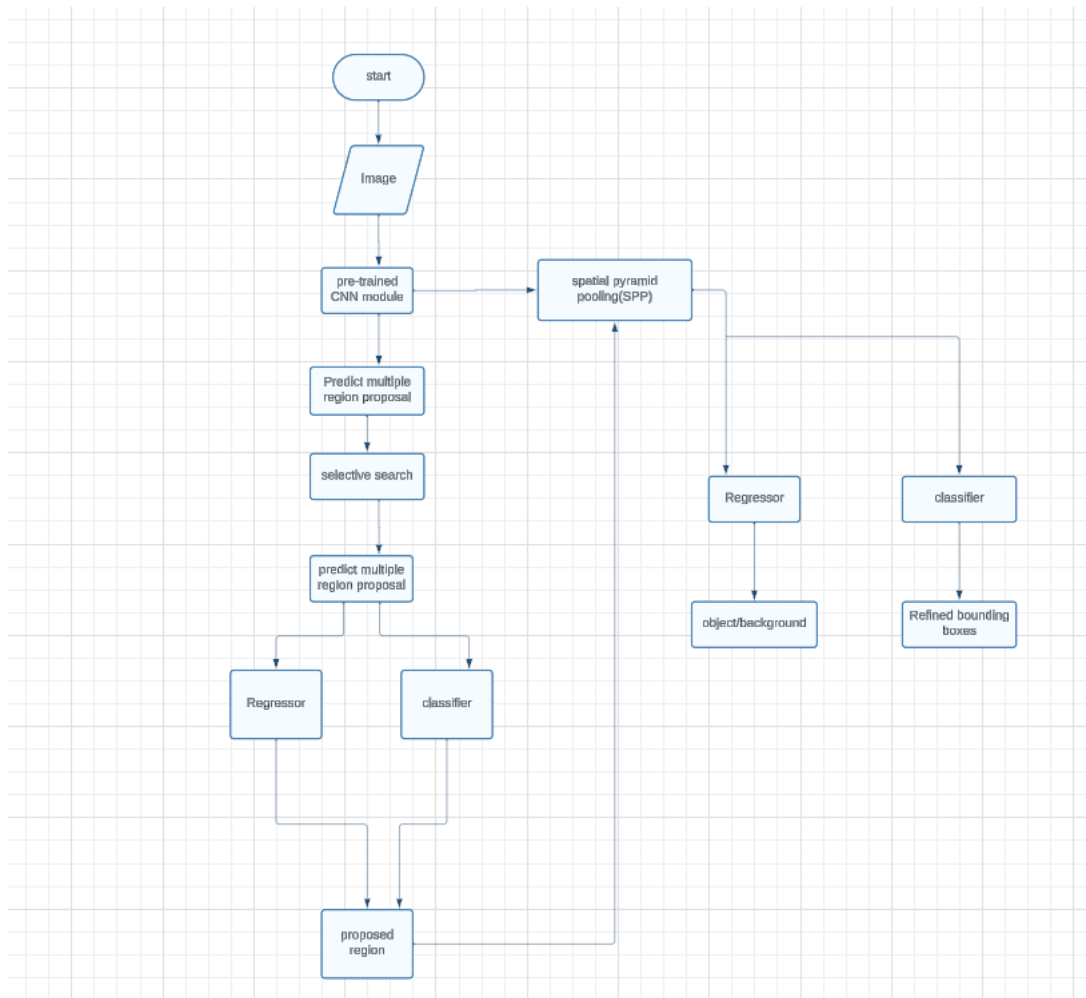 start
Image
pre-trained
CNN module
spatial pyramid
pooling(SPP)
Predict multiple
region proposal
selective search
Regressor
classifier
predict multiple
region proposal
object/background
Refined bounding
boxes
Regressor
classifier
proposed
region